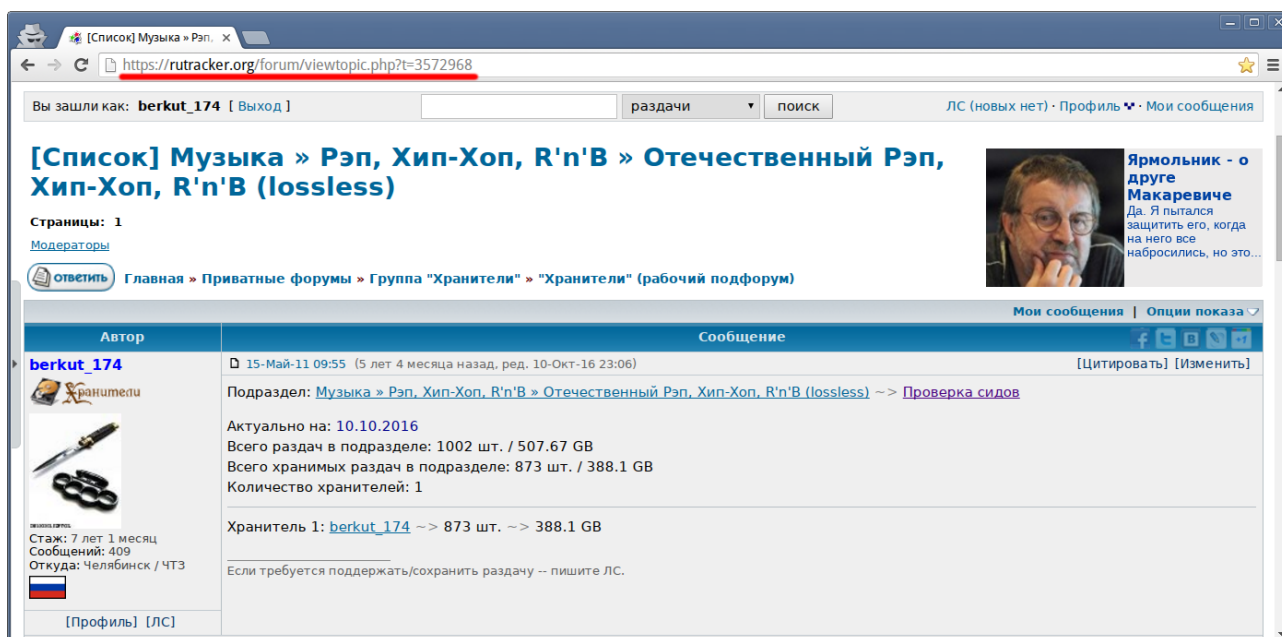 [Список] Музыка » Рэп,
https://rutracker.org/forum/viewtopic.php?t=3572968
Вы зашли как: berkut_174 [ Выход ]
раздачи
поиск
ЛС (новых нет) · Профиль · Мои сообщения
[Список] Музыка » Рэп, Хип-Хоп, R'n'B » Отечественный Рэп,
Хип-Хоп, R'n'B (lossless)
Ярмольник - о
друге
Макаревиче
Да. Я пытался
защитить его, когда
на него все
набросились, но это...
Страницы: 1
Модераторы
ответить
Главная » Приватные форумы » Группа "Хранители" » "Хранители" (рабочий подфорум)
Мои сообщения | Опции показа
Автор
Сообщение
berkut_174
Хранители
Стаж: 7 лет 1 месяц
Сообщений: 409
Откуда: Челябинск / ЧТЗ
[Профиль] [ЛС]
15-Май-11 09:55 (5 лет 4 месяца назад, ред. 10-Окт-16 23:06)
[Цитировать] [Изменить]
Подраздел: Музыка » Рэп, Хип-Хоп, R'n'B » Отечественный Рэп, Хип-Хоп, R'n'B (lossless) ~> Проверка сидов
Актуально на: 10.10.2016
Всего раздач в подразделе: 1002 шт. / 507.67 GB
Всего хранимых раздач в подразделе: 873 шт. / 388.1 GB
Количество хранителей: 1
Хранитель 1: berkut_174 ~> 873 шт. ~> 388.1 GB
Если требуется поддержать/сохранить раздачу -- пишите ЛС.